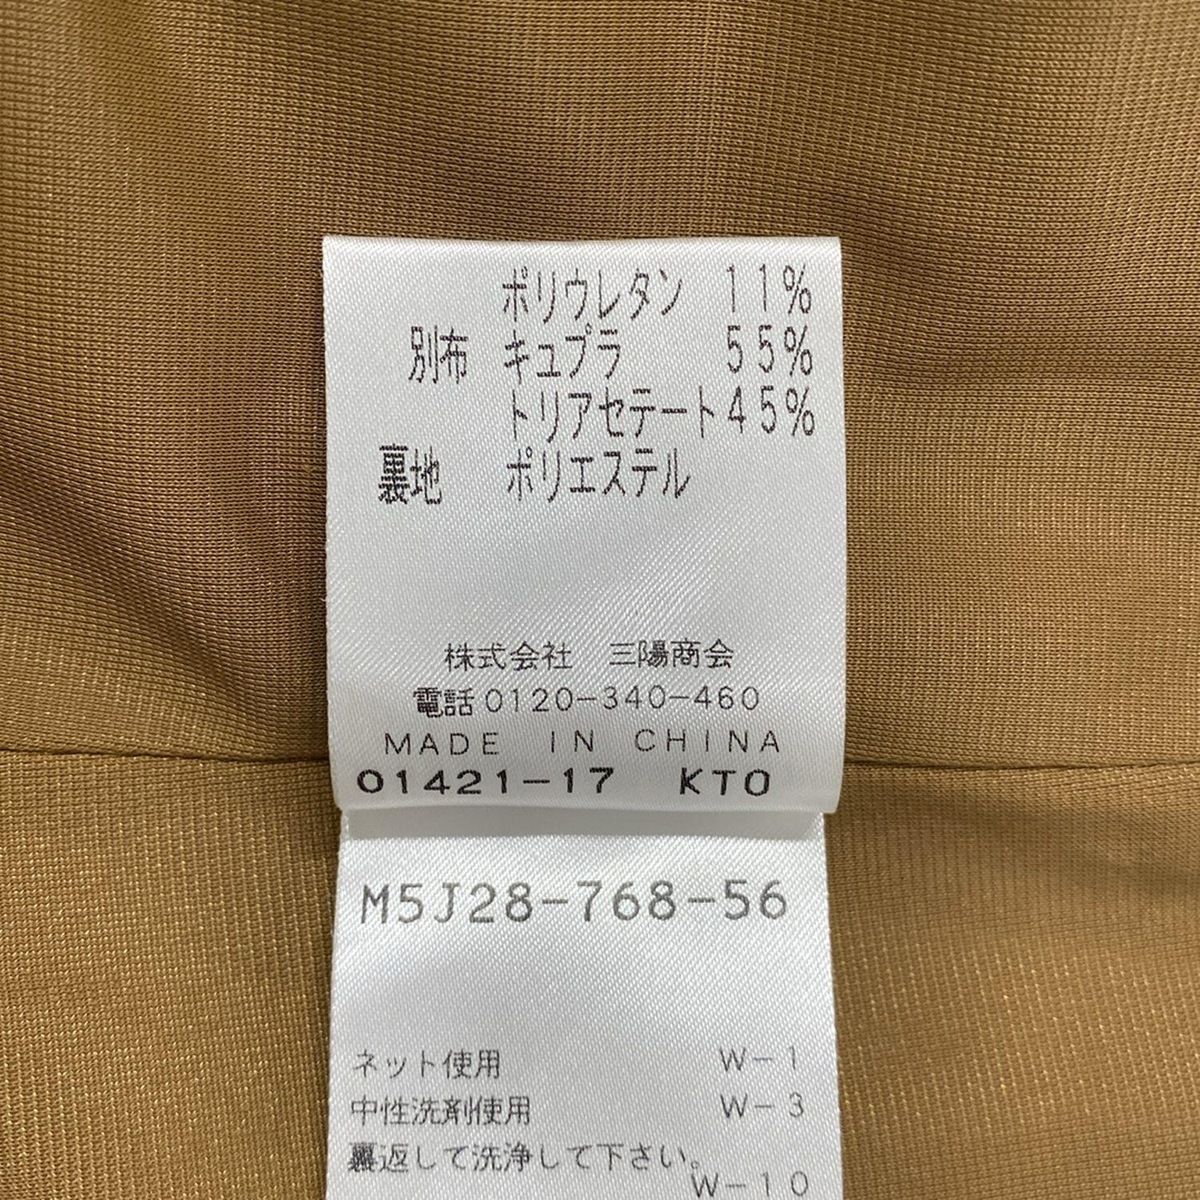 ポリウレタン 11%
別布 キュプラ 55%
トリアセテート45%
裏地 ポリエステル
株式会社 三陽商会
電話0120-340-460
MADE IN CHINA
01421-17 KTO
M5J28-768-56
ネット使用 W-1
中性洗剤使用 W-3
裏返して洗浄して下さい。
W-10